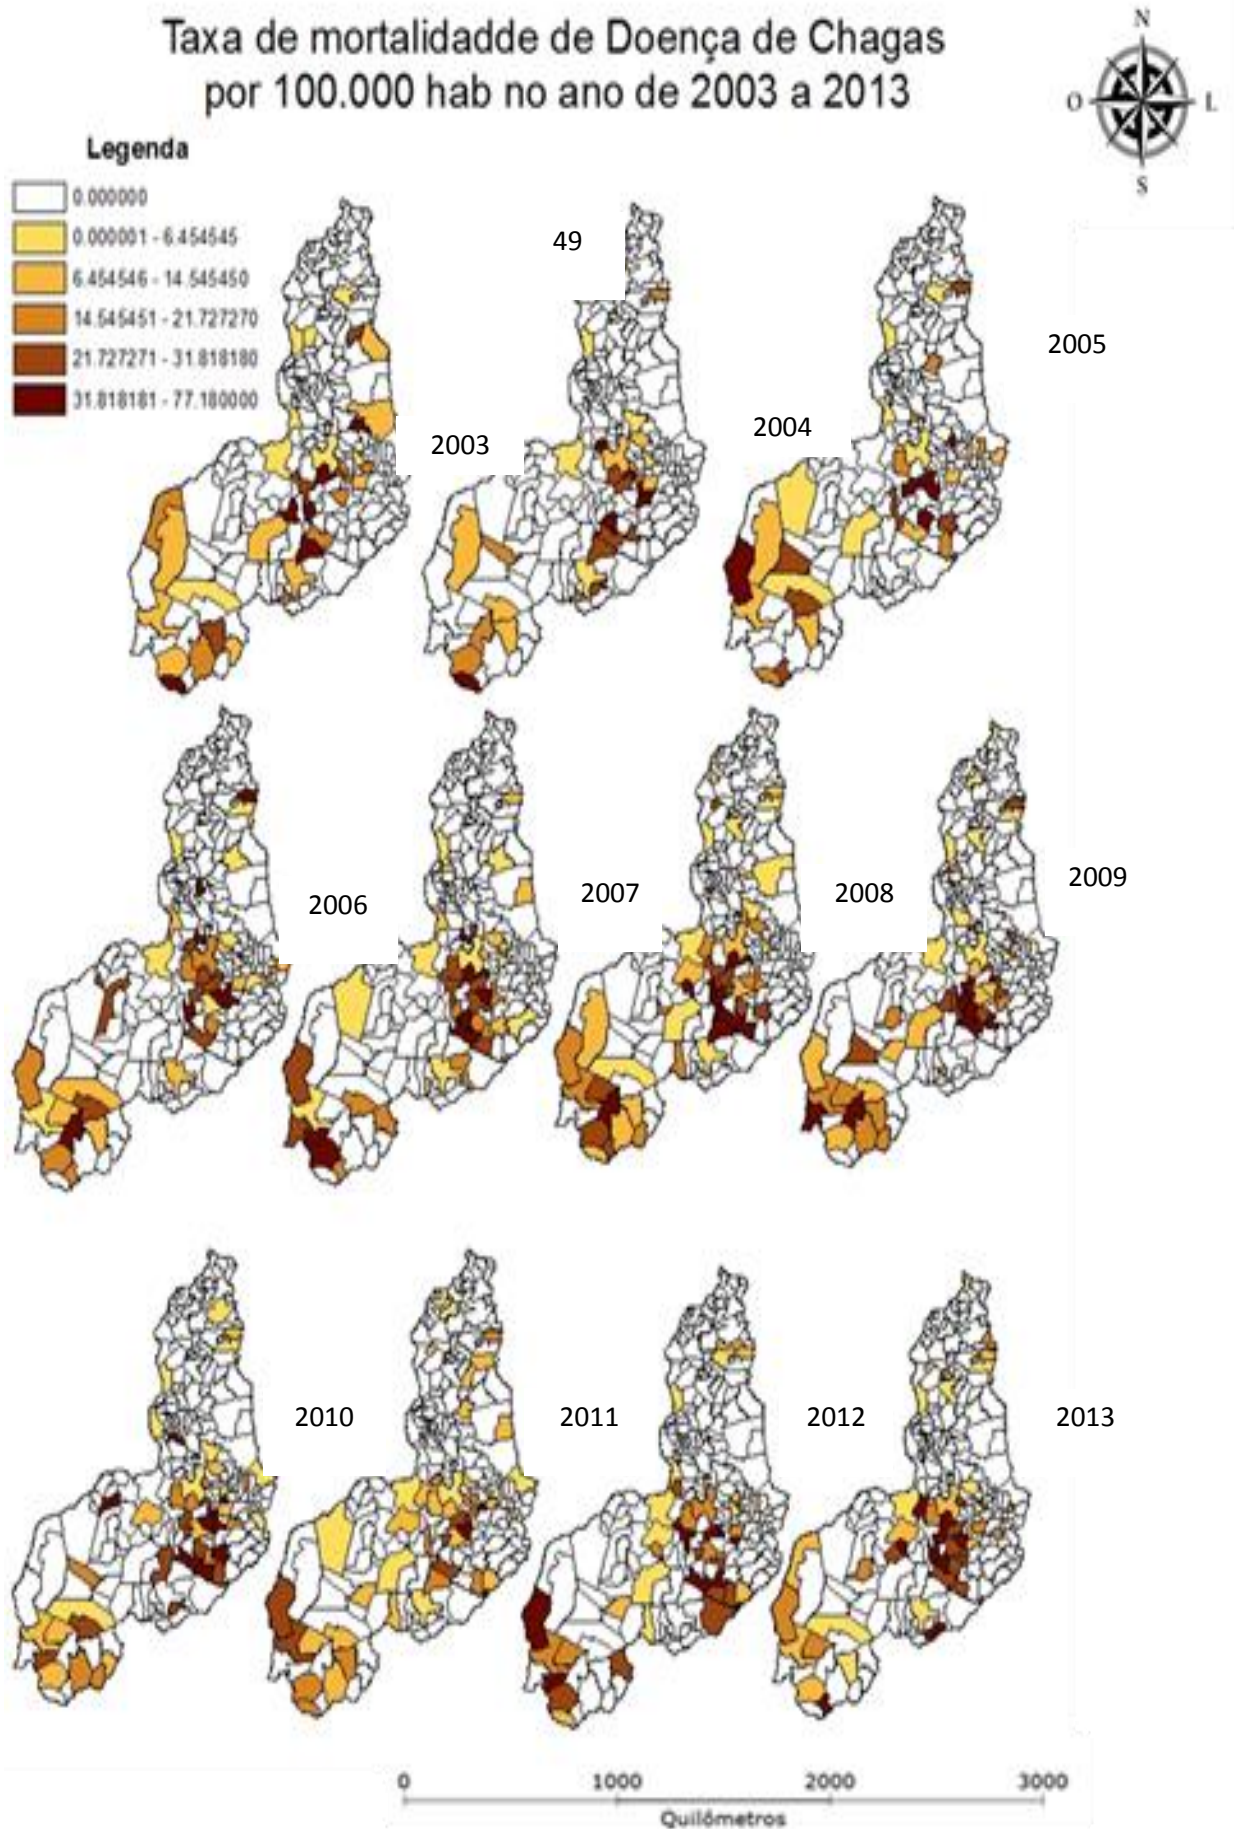 Taxa de mortalidadde de Doença de Chagas
por 100.000 hab no ano de 2003 a 2013
N
O
L
S
Legenda
0.000000
0.000001 - 6.454545
6.454546 - 14.545450
14.545451 - 21.727270
21.727271 - 31.818180
31.818181 - 77.180000
49
2003
2004
2005
2006
2007
2008
2009
2010
2011
2012
2013
0 1000 2000 3000
Quilômetros